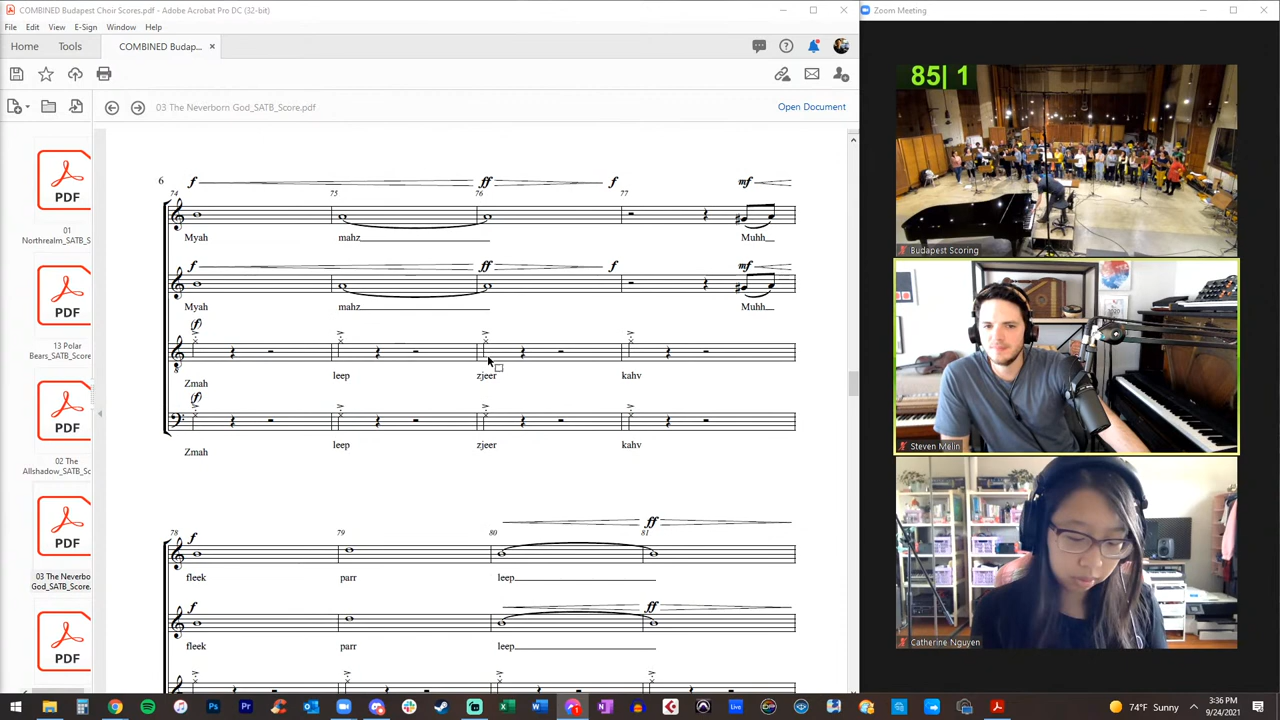 COMBINED Budapest Choir Scores.pdf - Adobe Acrobat Pro DC (32-bit)
File Edit View E-Sign Window Help
Home Tools COMBINED Budap... ×
03 The Neverborn God_SATB_Score.pdf
Open Document
PDF
01
Northrealm_SATB_S
PDF
13 Polar
Bears_SATB_Score
PDF
02 The
Allshadow_SATB_Sc
PDF
03 The Neverbo
God_SATB_Score.
PDF
6
f ff f mf
74 75 76 77
Myah mahz Muhh
f ff f mf
Myah mahz Muhh
(f)
8
Zmah leep zjeer kahv
(f)
Zmah leep zjeer kahv
f ff
78 79 80 81
fleek parr leep
f ff
fleek parr leep
Zoom Meeting
85| 1
Budapest Scoring
Steven Melin
Catherine Nguyen
74°F Sunny
3:36 PM
9/24/2021